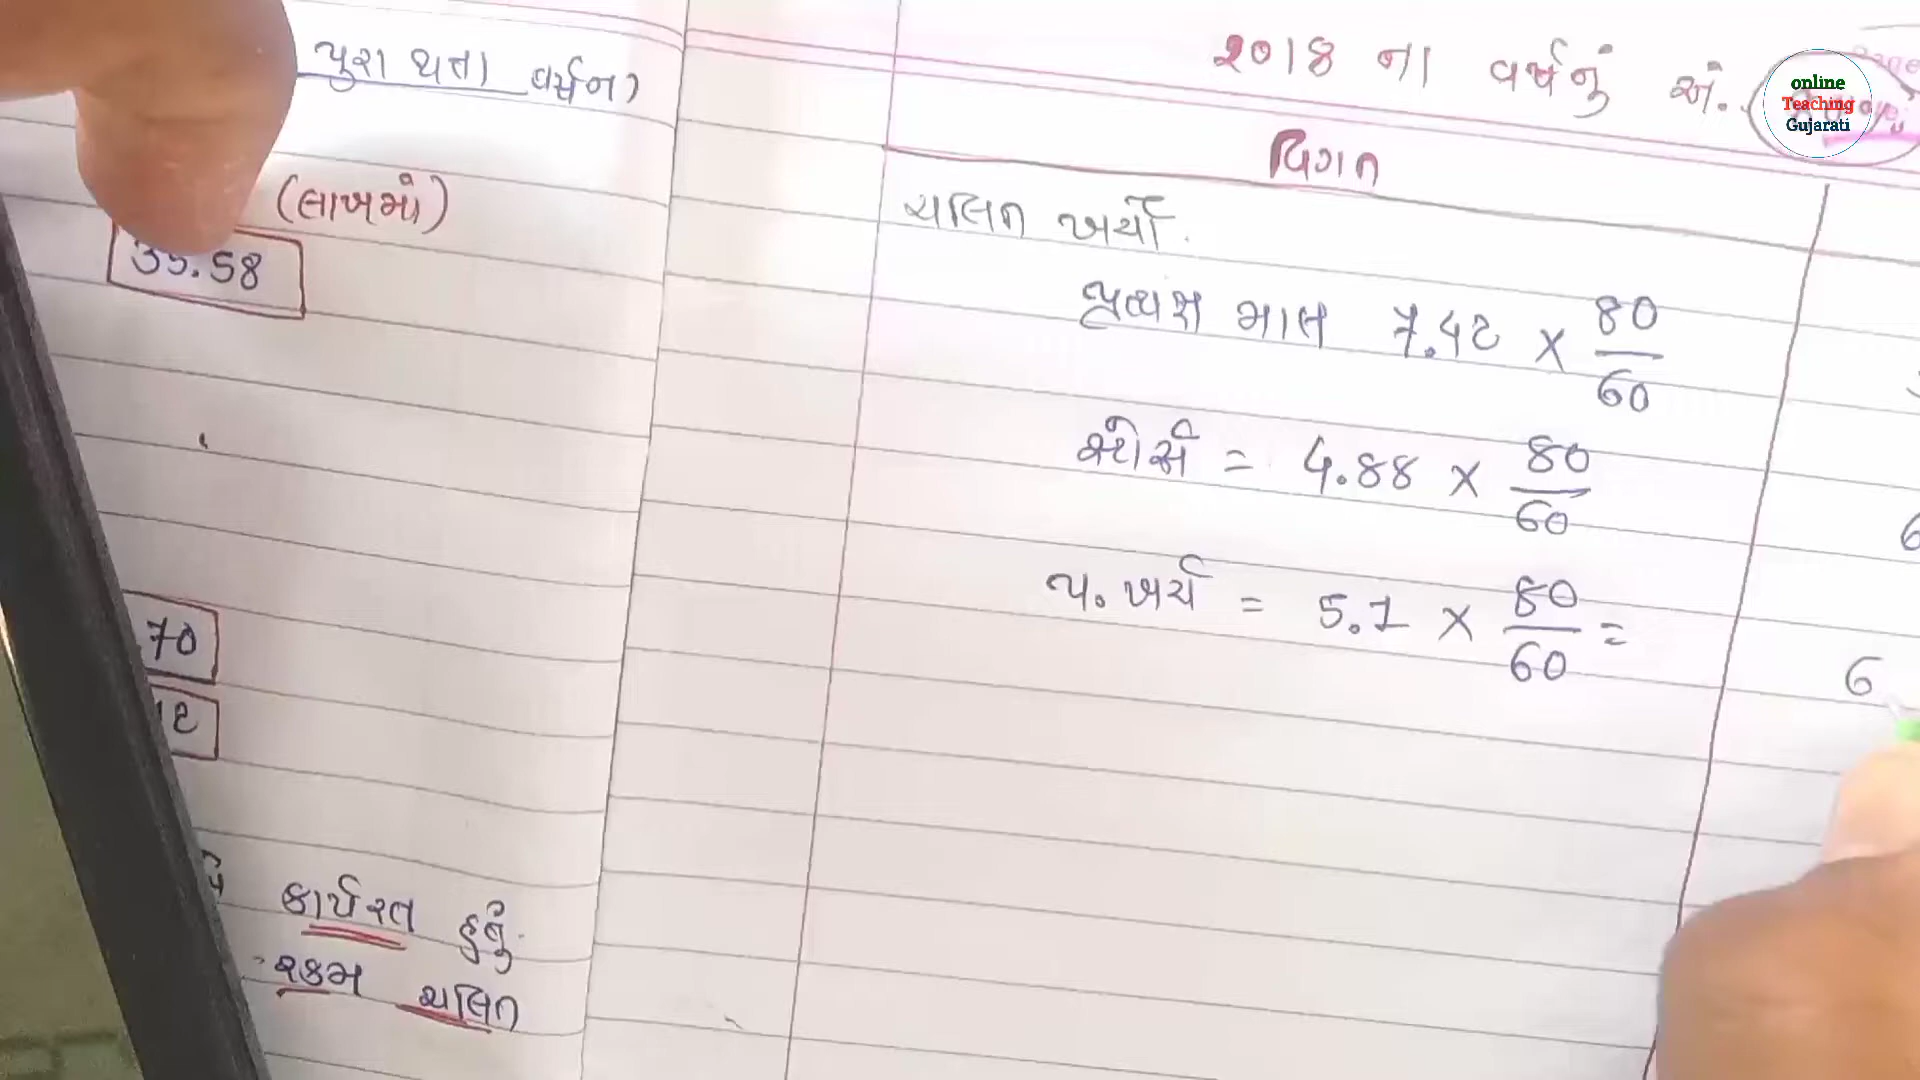 પુરા થતા વર્ષના
(લાખમાં)
35.58
70
12
કાર્યરત હતું.
રકમ ચલિત
2018 ના વર્ષનું અં.
વિગત
ચલિત ખર્ચો.
પ્રત્યક્ષ માલ 7.42 × 80/60
સ્ટોર્સ = 4.88 × 80/60
6
પ. ખર્ચ = 5.1 × 80/60 =
6
online
Teaching
Gujarati